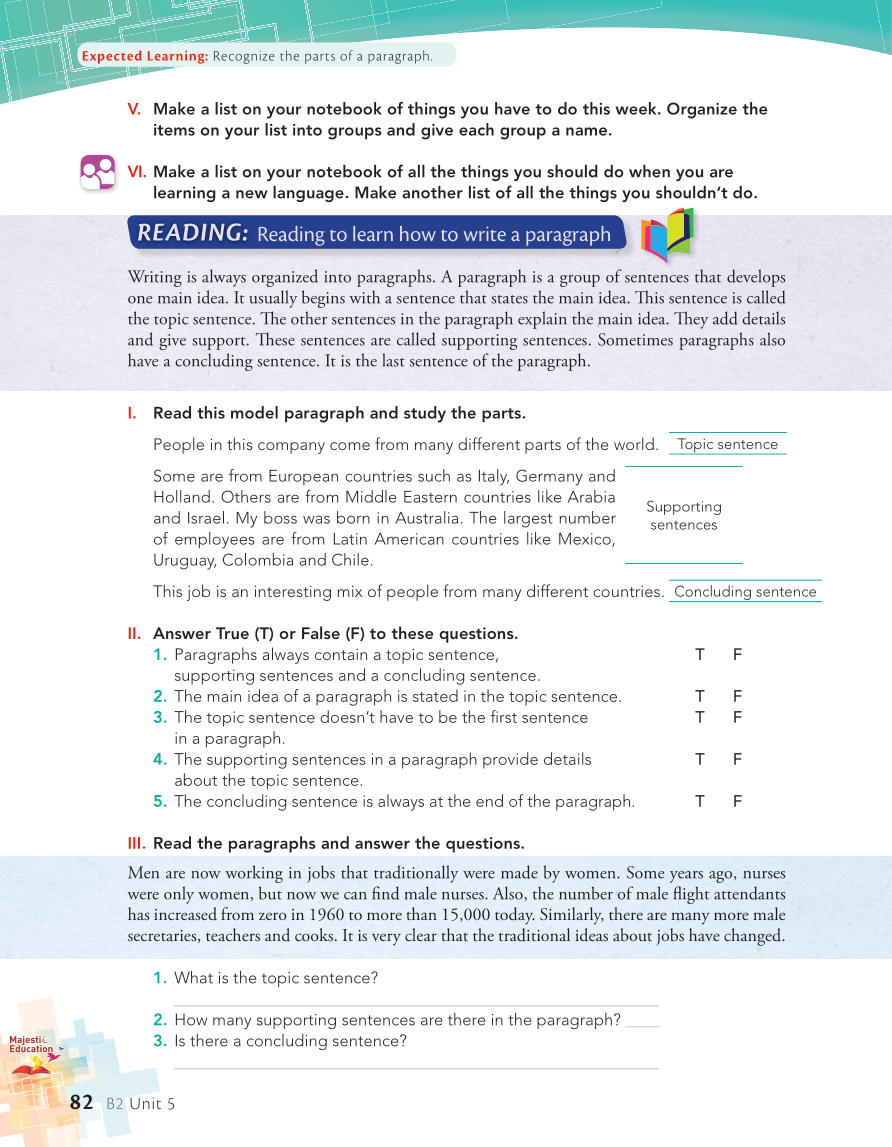 Expected Learning: Recognize the parts of a paragraph.
V. Make a list on your notebook of things you have to do this week. Organize the
items on your list into groups and give each group a name.
VI. Make a list on your notebook of all the things you should do when you are
learning a new language. Make another list of all the things you shouldn't do.
READING: Reading to learn how to write a paragraph
Writing is always organized into paragraphs. A paragraph is a group of sentences that develops
one main idea. It usually begins with a sentence that states the main idea. This sentence is called
the topic sentence. The other sentences in the paragraph explain the main idea. They add details
and give support. These sentences are called supporting sentences. Sometimes paragraphs also
have a concluding sentence. It is the last sentence of the paragraph.
I. Read this model paragraph and study the parts.
People in this company come from many different parts of the world. Topic sentence
Some are from European countries such as Italy, Germany and
Holland. Others are from Middle Eastern countries like Arabia
and Israel. My boss was born in Australia. The largest number
of employees are from Latin American countries like Mexico,
Uruguay, Colombia and Chile.
Supporting
sentences
This job is an interesting mix of people from many different countries. Concluding sentence
II. Answer True (T) or False (F) to these questions.
1. Paragraphs always contain a topic sentence, T F
supporting sentences and a concluding sentence.
2. The main idea of a paragraph is stated in the topic sentence. T F
3. The topic sentence doesn't have to be the first sentence T F
in a paragraph.
4. The supporting sentences in a paragraph provide details T F
about the topic sentence.
5. The concluding sentence is always at the end of the paragraph. T F
III. Read the paragraphs and answer the questions.
Men are now working in jobs that traditionally were made by women. Some years ago, nurses
were only women, but now we can find male nurses. Also, the number of male flight attendants
has increased from zero in 1960 to more than 15,000 today. Similarly, there are many more male
secretaries, teachers and cooks. It is very clear that the traditional ideas about jobs have changed.
1. What is the topic sentence?
2. How many supporting sentences are there in the paragraph?
3. Is there a concluding sentence?
Majestic
Education
82 B2 Unit 5